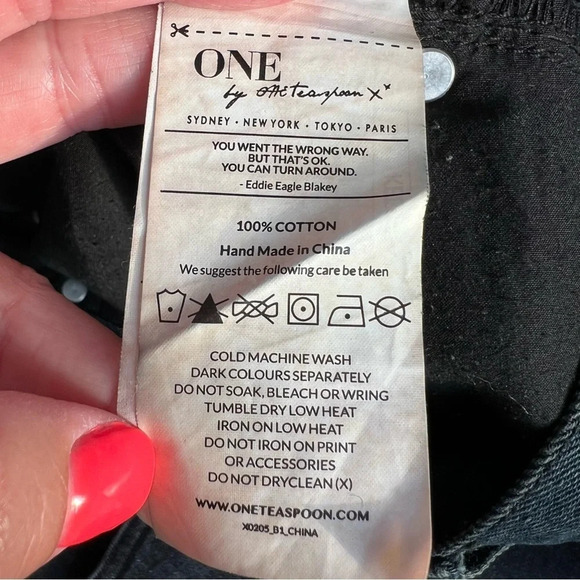 ONE
by ONE teaspoon X
SYDNEY · NEW YORK · TOKYO · PARIS
YOU WENT THE WRONG WAY.
BUT THAT'S OK.
YOU CAN TURN AROUND.
- Eddie Eagle Blakey
100% COTTON
Hand Made in China
We suggest the following care be taken
COLD MACHINE WASH
DARK COLOURS SEPARATELY
DO NOT SOAK, BLEACH OR WRING
TUMBLE DRY LOW HEAT
IRON ON LOW HEAT
DO NOT IRON ON PRINT
OR ACCESSORIES
DO NOT DRYCLEAN (X)
WWW.ONETEASPOON.COM
X0205_B1_CHINA